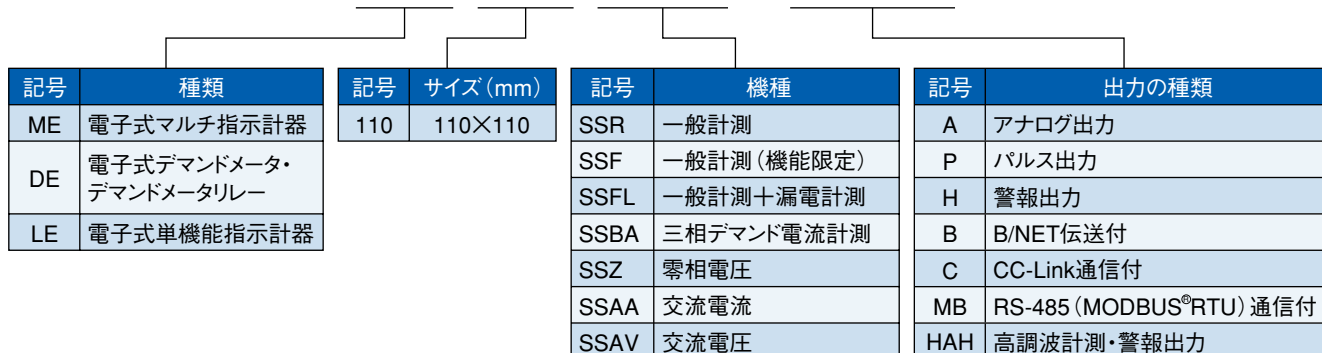 記号 種類
ME 電子式マルチ指示計器
DE 電子式デマンドメータ・
デマンドメータリレー
LE 電子式単機能指示計器
記号 サイズ(mm)
110 110×110
記号 機種
SSR 一般計測
SSF 一般計測(機能限定)
SSFL 一般計測+漏電計測
SSBA 三相デマンド電流計測
SSZ 零相電圧
SSAA 交流電流
SSAV 交流電圧
記号 出力の種類
A アナログ出力
P パルス出力
H 警報出力
B B/NET伝送付
C CC-Link通信付
MB RS-485(MODBUS®RTU)通信付
HAH 高調波計測・警報出力